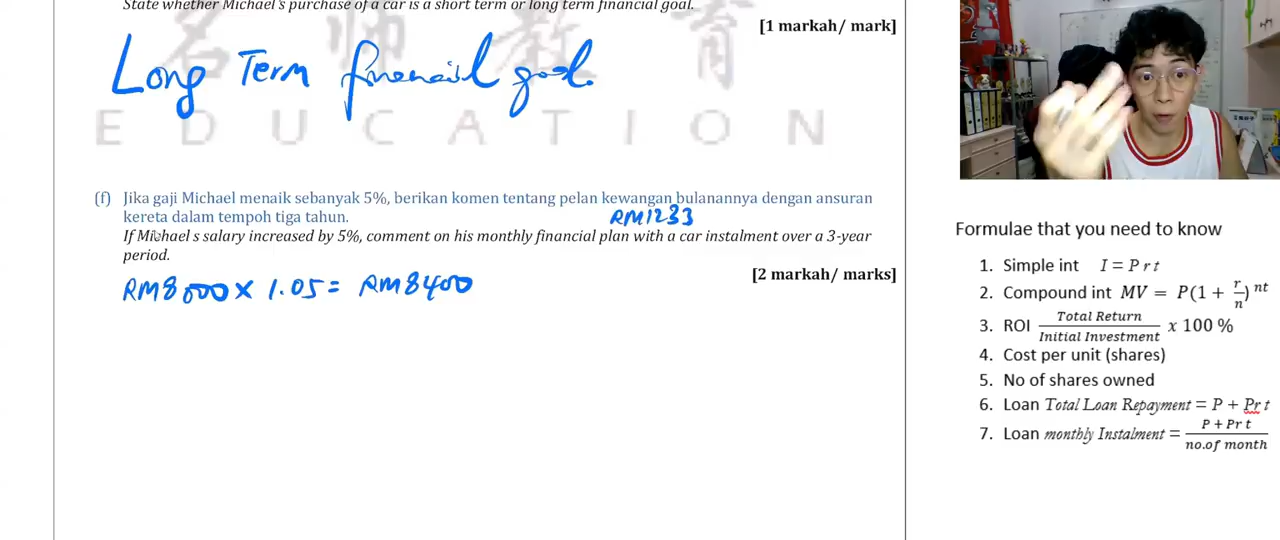 State whether Michael's purchase of a car is a short term or long term financial goal.
[1 markah/ mark]
名 师 教 育
Long Term financial goal.
E D U C A T I O N
(f) Jika gaji Michael menaik sebanyak 5%, berikan komen tentang pelan kewangan bulanannya dengan ansuran
kereta dalam tempoh tiga tahun.
RM1233
If Michael s salary increased by 5%, comment on his monthly financial plan with a car instalment over a 3-year
period.
[2 markah/ marks]
RM8000 × 1.05 = RM8400
Formulae that you need to know
1. Simple int I = P r t
2. Compound int MV = P(1 + r/n) nt
3. ROI Total Return / Initial Investment x 100 %
4. Cost per unit (shares)
5. No of shares owned
6. Loan Total Loan Repayment = P + Pr t
7. Loan monthly Instalment = P + Pr t / no.of month